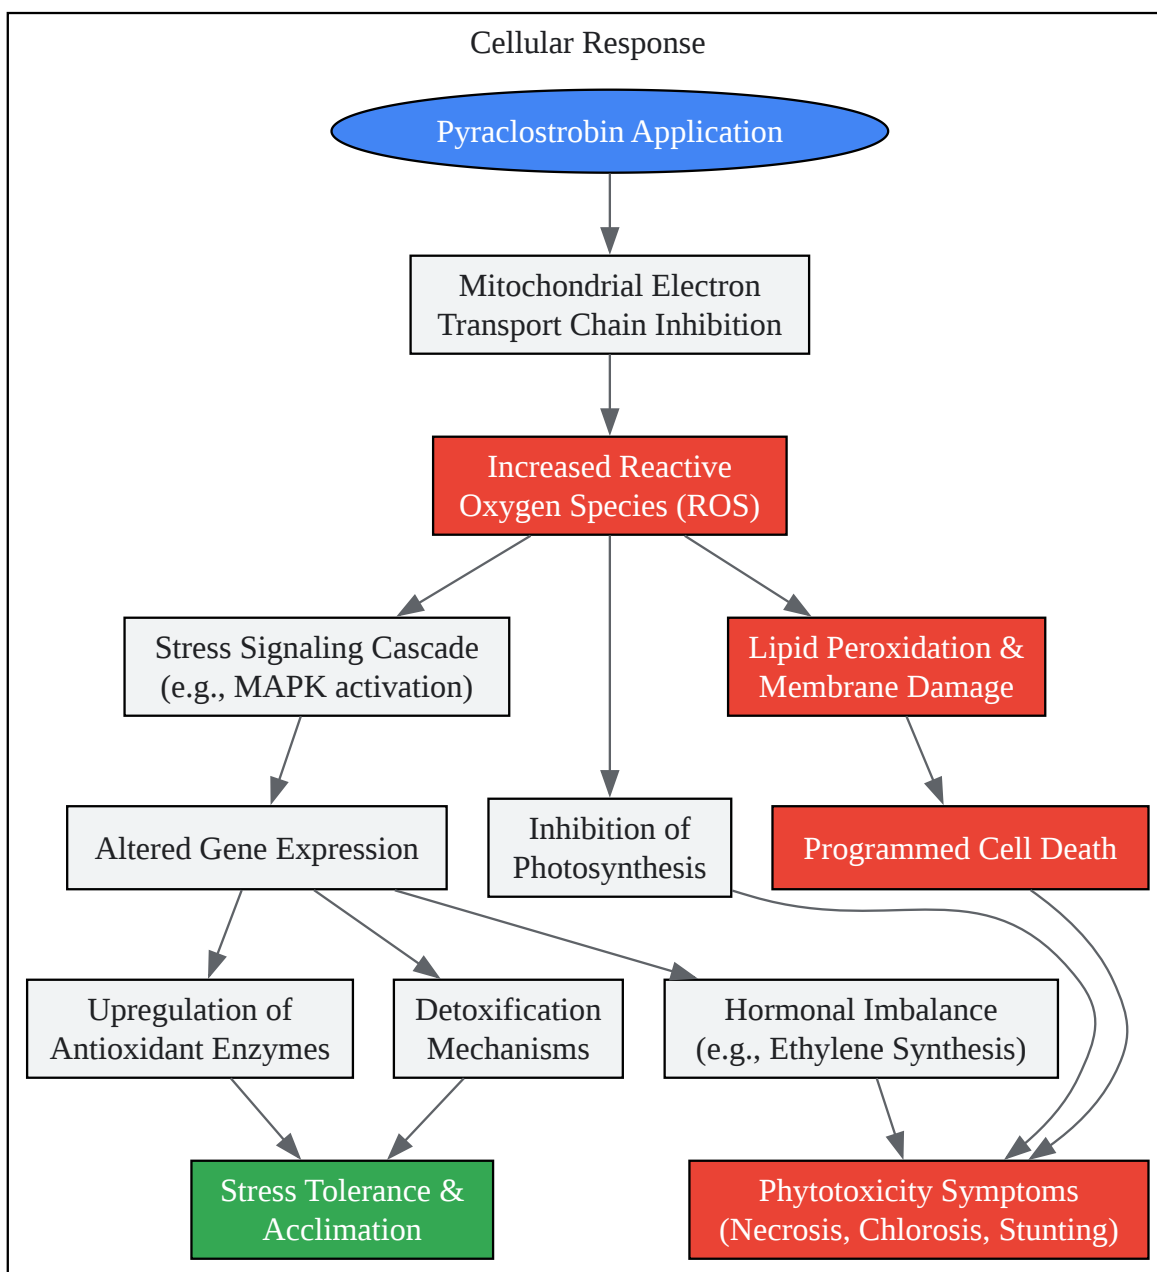 Cellular Response
Pyraclostrobin Application
Mitochondrial Electron
Transport Chain Inhibition
Increased Reactive
Oxygen Species (ROS)
Stress Signaling Cascade
(e.g., MAPK activation)
Lipid Peroxidation &
Membrane Damage
Altered Gene Expression
Inhibition of
Photosynthesis
Programmed Cell Death
Upregulation of
Antioxidant Enzymes
Detoxification
Mechanisms
Hormonal Imbalance
(e.g., Ethylene Synthesis)
Stress Tolerance &
Acclimation
Phytotoxicity Symptoms
(Necrosis, Chlorosis, Stunting)